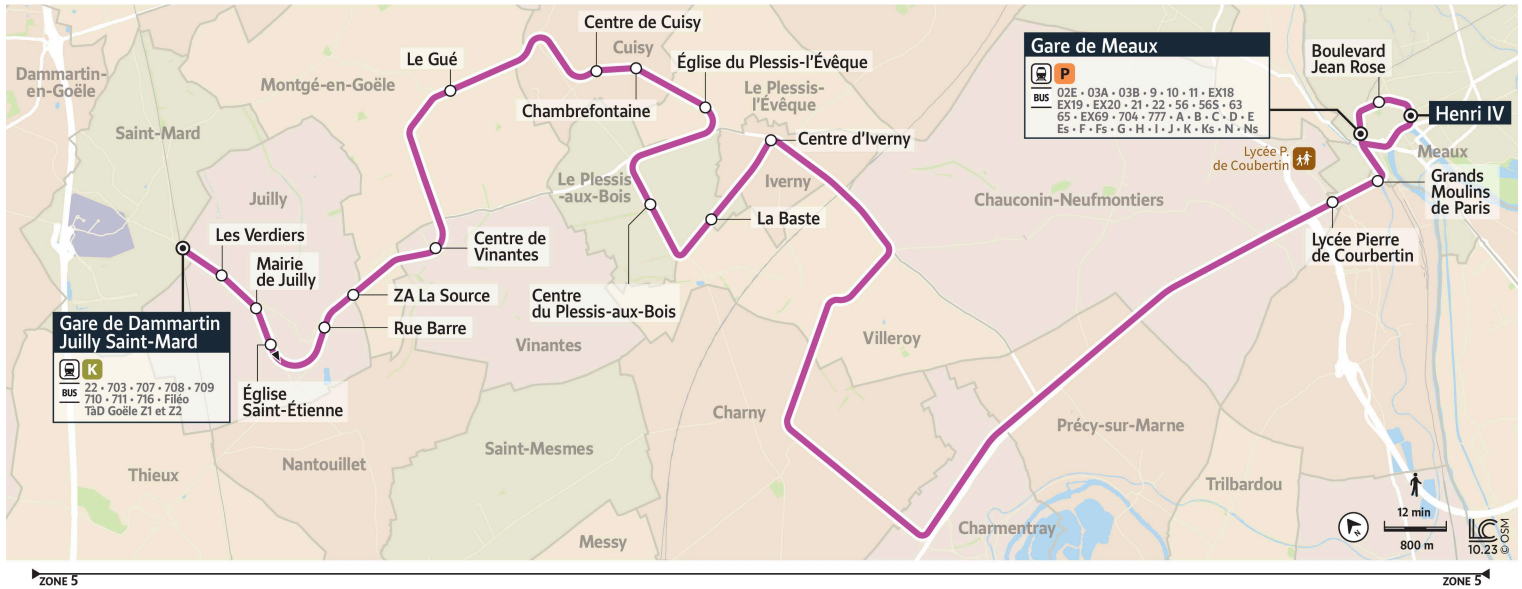 Centre de Cuisy
Cuisy
Gare de Meaux
P
BUS
02E • 03A • 03B • 9 • 10 • 11 • EX18
EX19 • EX20 • 21 • 22 • 56 • 56S • 63
65 • EX69 • 704 • 777 • A • B • C • D • E
Es • F • Fs • G • H • I • J • K • Ks • N • Ns
Boulevard
Jean Rose
Le Gué
Église du Plessis-l'Évêque
Dammartin-
en-Goële
Montgé-en-Goële
Chambrefontaine
Le Plessis-
l'Évêque
Henri IV
Saint-Mard
Centre d'Iverny
Lycée P.
de Coubertin
Meaux
Juilly
Le Plessis
-aux-Bois
Iverny
Chauconin-Neufmontiers
Grands
Moulins
de Paris
Les Verdiers
La Baste
Centre de
Vinantes
Lycée Pierre
de Courbertin
Mairie
de Juilly
ZA La Source
Centre
du Plessis-aux-Bois
Rue Barre
Gare de Dammartin
Juilly Saint-Mard
K
BUS
22 • 703 • 707 • 708 • 709
710 • 711 • 716 • Filéo
TàD Goële Z1 et Z2
Vinantes
Villeroy
Église
Saint-Étienne
Charny
Précy-sur-Marne
Saint-Mesmes
Nantouillet
Thieux
Trilbardou
Charmentray
Messy
N
12 min
800 m
LC
10.23
© OSM
ZONE 5
ZONE 5